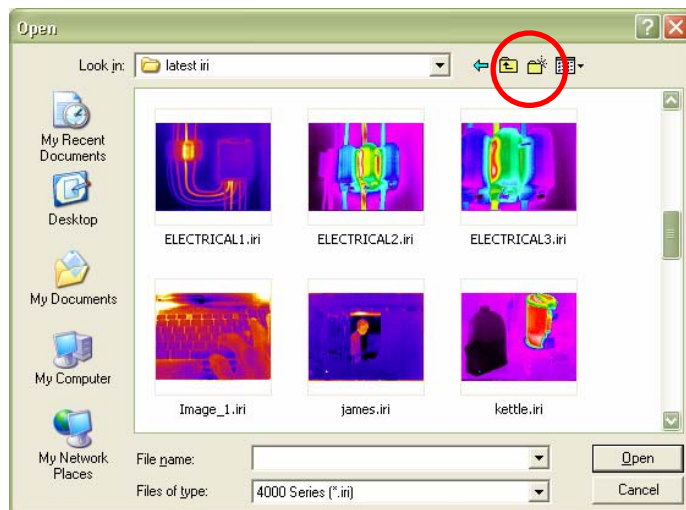 Open
Look in: latest iri
My Recent
Documents
Desktop
My Documents
My Computer
My Network
Places
ELECTRICAL1.iri ELECTRICAL2.iri ELECTRICAL3.iri
Image_1.iri james.iri kettle.iri
File name: Open
Files of type: 4000 Series (*.iri) Cancel